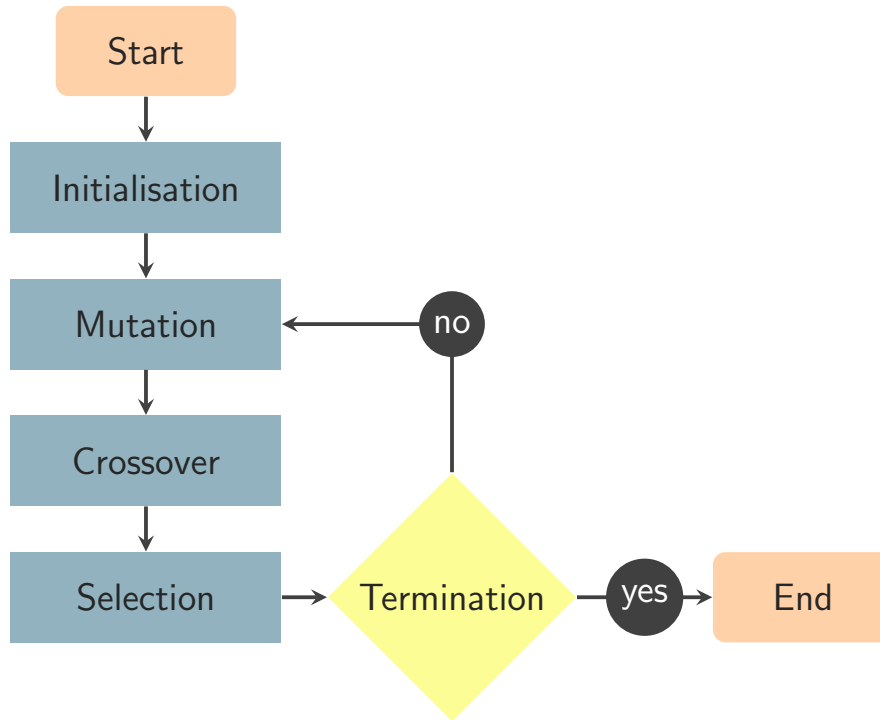 Start
Initialisation
Mutation
no
Crossover
Selection
Termination
yes
End